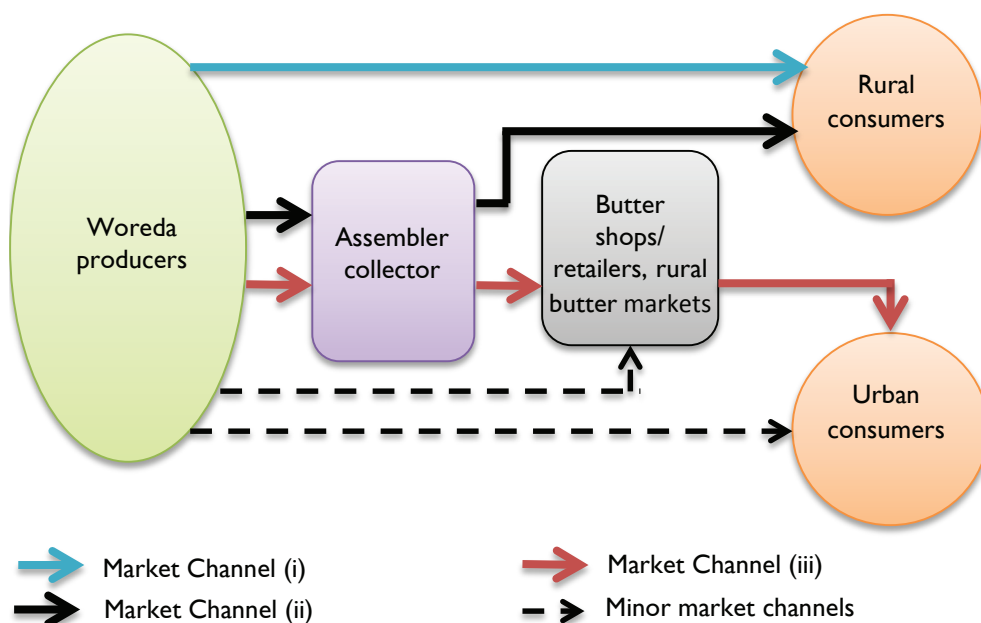 Rural
consumers
Woreda
producers
Assembler
collector
Butter
shops/
retailers, rural
butter markets
Urban
consumers
Market Channel (i)
Market Channel (ii)
Market Channel (iii)
Minor market channels